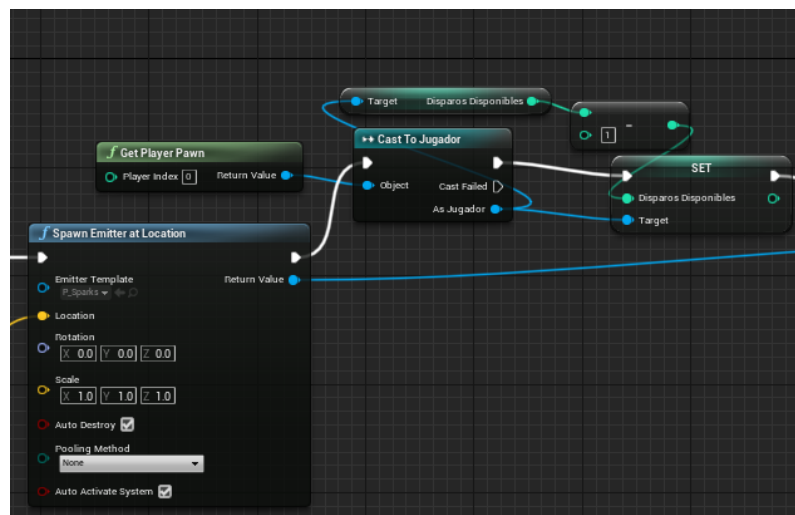 Target Disparos Disponibles
1 -
Cast To Jugador
Object Cast Failed
As Jugador
f Get Player Pawn
Player Index 0 Return Value
SET
Disparos Disponibles
Target
f Spawn Emitter at Location
Emitter Template Return Value
P_Sparks
Location
Rotation
X 0.0 Y 0.0 Z 0.0
Scale
X 1.0 Y 1.0 Z 1.0
Auto Destroy
Pooling Method
None
Auto Activate System